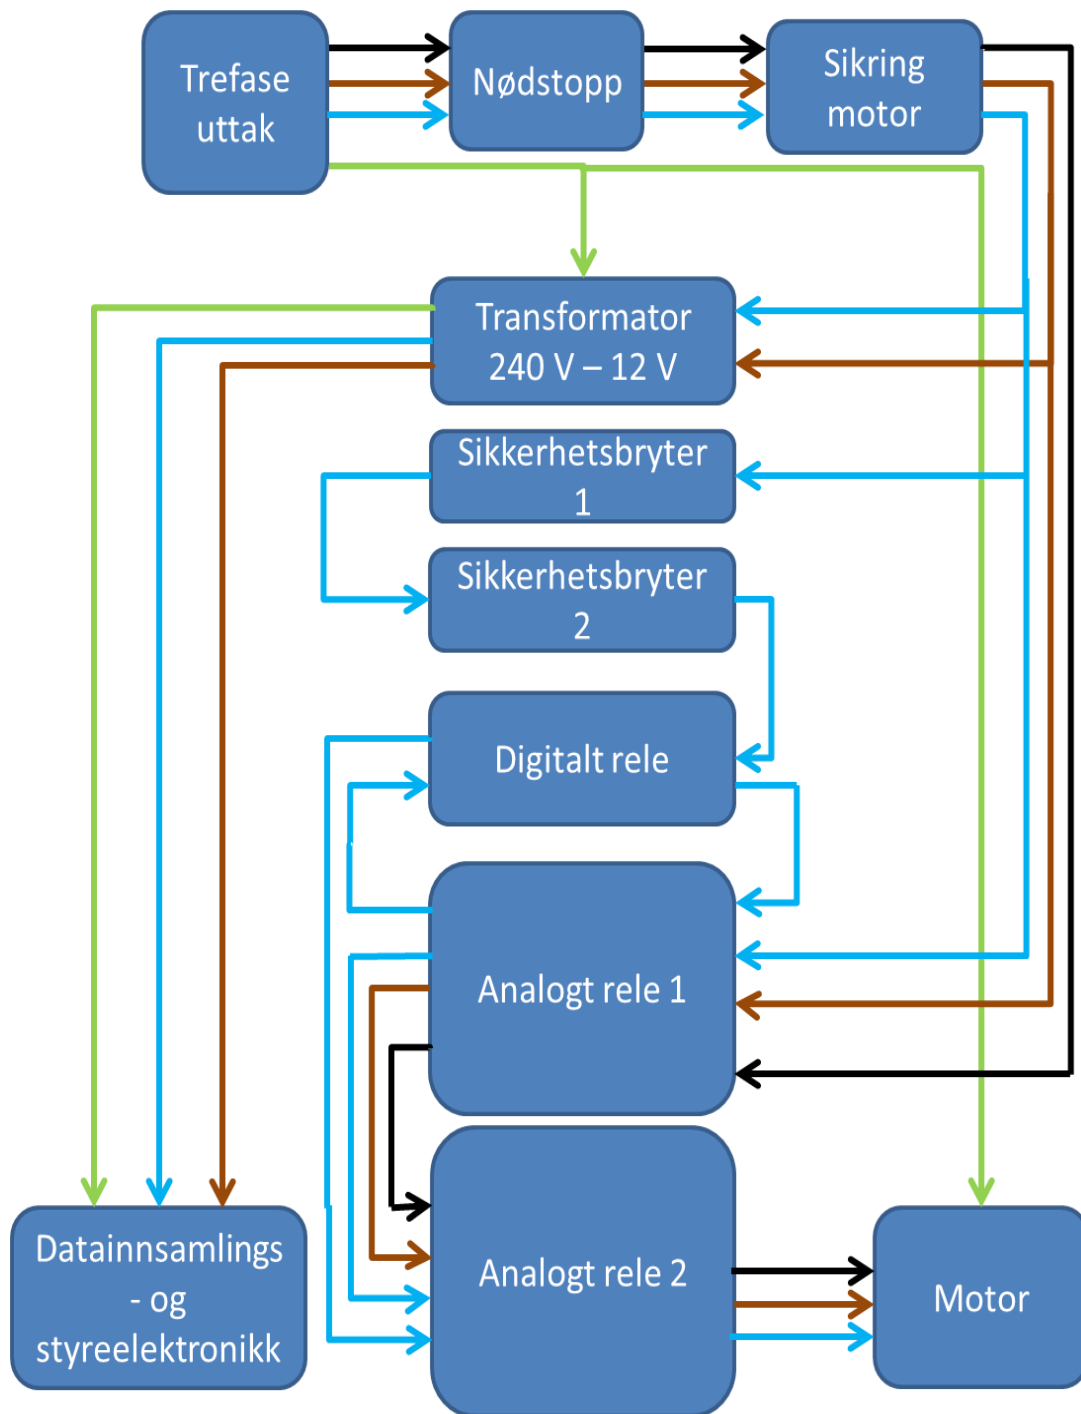 Trefase
uttak
Nødstopp
Sikring
motor
Transformator
240 V – 12 V
Sikkerhetsbryter
1
Sikkerhetsbryter
2
Digitalt rele
Analogt rele 1
Analogt rele 2
Datainnsamlings
- og
styreelektronikk
Motor